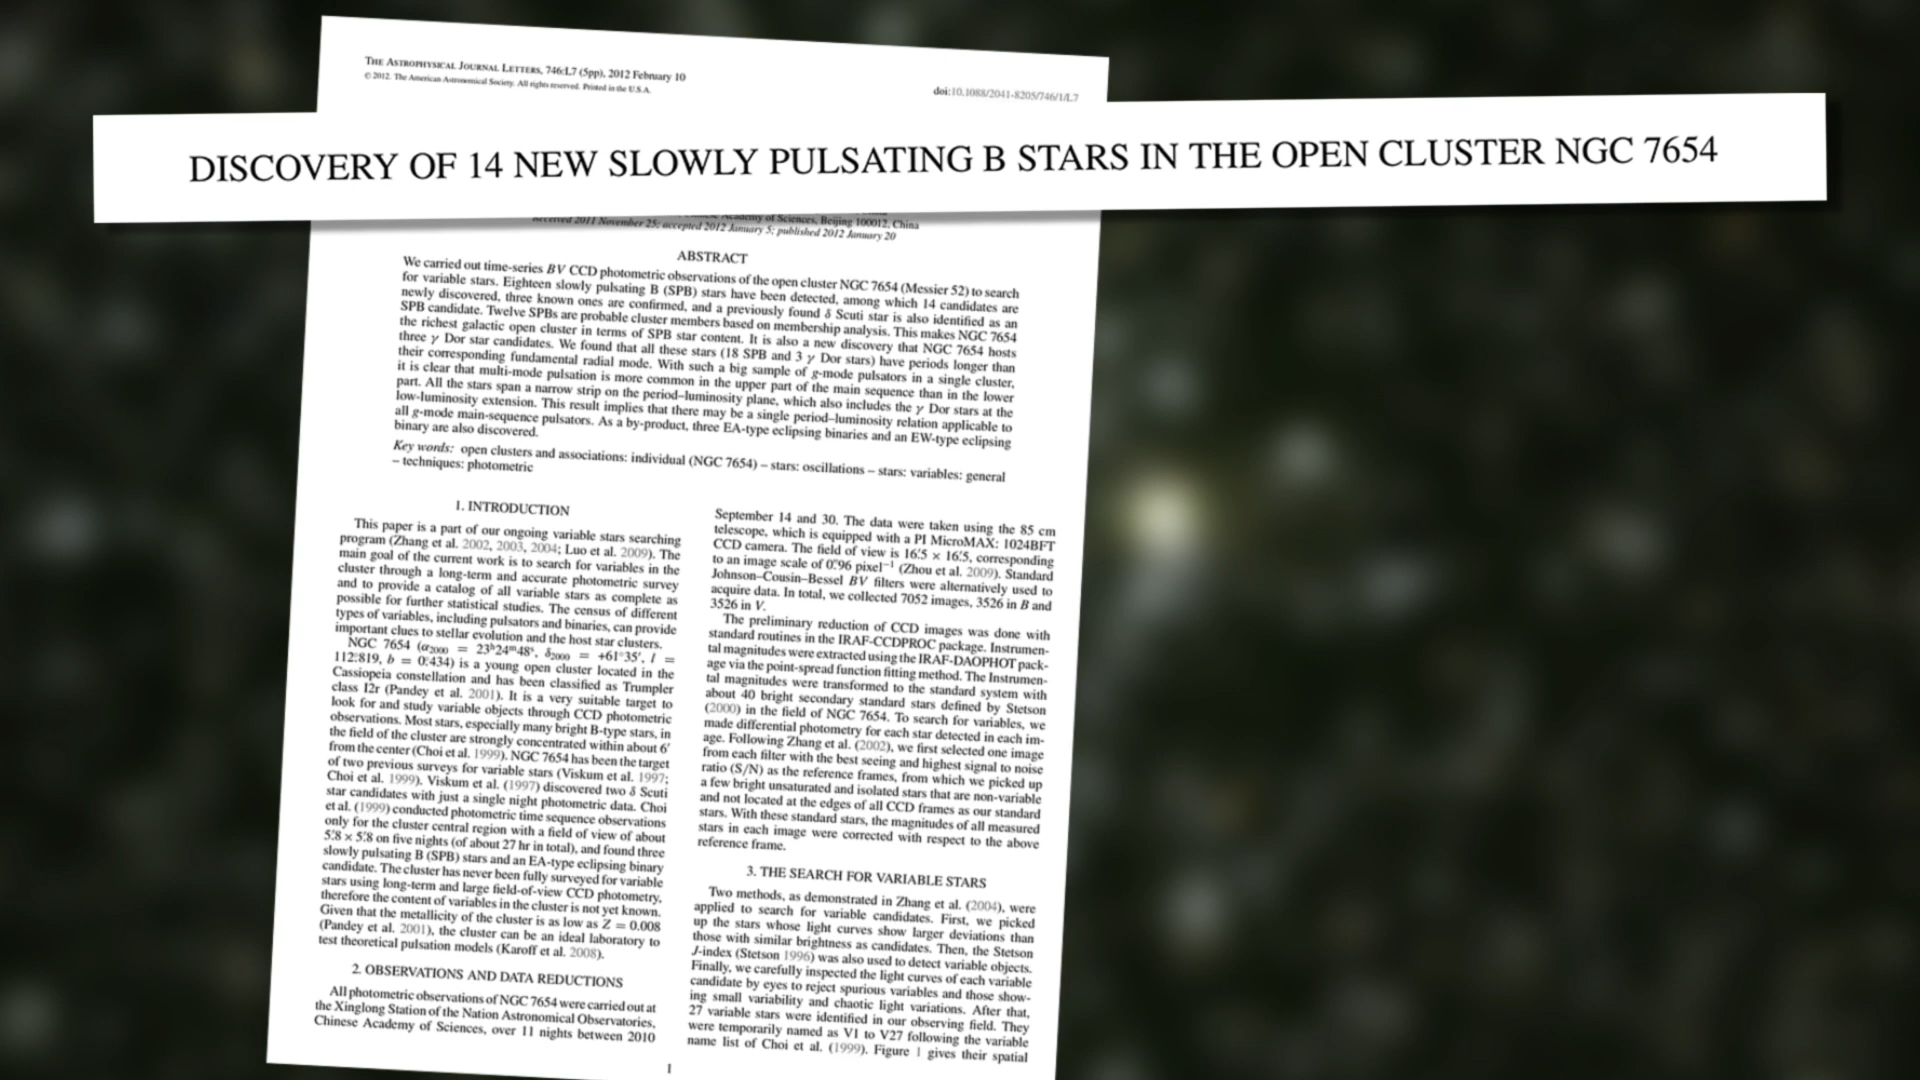 THE ASTROPHYSICAL JOURNAL LETTERS, 746:L7 (5pp), 2012 February 10
© 2012. The American Astronomical Society. All rights reserved. Printed in the U.S.A.
doi:10.1088/2041-8205/746/1/L7
DISCOVERY OF 14 NEW SLOWLY PULSATING B STARS IN THE OPEN CLUSTER NGC 7654
Academy of Sciences, Beijing 100012, China
Received 2011 November 25; accepted 2012 January 5; published 2012 January 20
ABSTRACT
We carried out time-series BV CCD photometric observations of the open cluster NGC 7654 (Messier 52) to search
for variable stars. Eighteen slowly pulsating B (SPB) stars have been detected, among which 14 candidates are
newly discovered, three known ones are confirmed, and a previously found δ Scuti star is also identified as an
SPB candidate. Twelve SPBs are probable cluster members based on membership analysis. This makes NGC 7654
the richest galactic open cluster in terms of SPB star content. It is also a new discovery that NGC 7654 hosts
three γ Dor star candidates. We found that all these stars (18 SPB and 3 γ Dor stars) have periods longer than
their corresponding fundamental radial mode. With such a big sample of g-mode pulsators in a single cluster,
it is clear that multi-mode pulsation is more common in the upper part of the main sequence than in the lower
part. All the stars span a narrow strip on the period–luminosity plane, which also includes the γ Dor stars at the
low-luminosity extension. This result implies that there may be a single period–luminosity relation applicable to
all g-mode main-sequence pulsators. As a by-product, three EA-type eclipsing binaries and an EW-type eclipsing
binary are also discovered.
Key words: open clusters and associations: individual (NGC 7654) – stars: oscillations – stars: variables: general
– techniques: photometric
1. INTRODUCTION
This paper is a part of our ongoing variable stars searching
program (Zhang et al. 2002, 2003, 2004; Luo et al. 2009). The
main goal of the current work is to search for variables in the
cluster through a long-term and accurate photometric survey
and to provide a catalog of all variable stars as complete as
possible for further statistical studies. The census of different
types of variables, including pulsators and binaries, can provide
important clues to stellar evolution and the host star clusters.
NGC 7654 (α2000 = 23h24m48s, δ2000 = +61°35′, l =
112°.819, b = 0°.434) is a young open cluster located in the
Cassiopeia constellation and has been classified as Trumpler
class I2r (Pandey et al. 2001). It is a very suitable target to
look for and study variable objects through CCD photometric
observations. Most stars, especially many bright B-type stars, in
the field of the cluster are strongly concentrated within about 6′
from the center (Choi et al. 1999). NGC 7654 has been the target
of two previous surveys for variable stars (Viskum et al. 1997;
Choi et al. 1999). Viskum et al. (1997) discovered two δ Scuti
star candidates with just a single night photometric data. Choi
et al. (1999) conducted photometric time sequence observations
only for the cluster central region with a field of view of about
5′.8 × 5′.8 on five nights (of about 27 hr in total), and found three
slowly pulsating B (SPB) stars and an EA-type eclipsing binary
candidate. The cluster has never been fully surveyed for variable
stars using long-term and large field-of-view CCD photometry,
therefore the content of variables in the cluster is not yet known.
Given that the metallicity of the cluster is as low as Z = 0.008
(Pandey et al. 2001), the cluster can be an ideal laboratory to
test theoretical pulsation models (Karoff et al. 2008).
2. OBSERVATIONS AND DATA REDUCTIONS
All photometric observations of NGC 7654 were carried out at
the Xinglong Station of the Nation Astronomical Observatories,
Chinese Academy of Sciences, over 11 nights between 2010
September 14 and 30. The data were taken using the 85 cm
telescope, which is equipped with a PI MicroMAX: 1024BFT
CCD camera. The field of view is 16′.5 × 16′.5, corresponding
to an image scale of 0″.96 pixel−1 (Zhou et al. 2009). Standard
Johnson–Cousin–Bessel BV filters were alternatively used to
acquire data. In total, we collected 7052 images, 3526 in B and
3526 in V.
The preliminary reduction of CCD images was done with
standard routines in the IRAF-CCDPROC package. Instrumen-
tal magnitudes were extracted using the IRAF-DAOPHOT pack-
age via the point-spread function fitting method. The Instrumen-
tal magnitudes were transformed to the standard system with
about 40 bright secondary standard stars defined by Stetson
(2000) in the field of NGC 7654. To search for variables, we
made differential photometry for each star detected in each im-
age. Following Zhang et al. (2002), we first selected one image
from each filter with the best seeing and highest signal to noise
ratio (S/N) as the reference frames, from which we picked up
a few bright unsaturated and isolated stars that are non-variable
and not located at the edges of all CCD frames as our standard
stars. With these standard stars, the magnitudes of all measured
stars in each image were corrected with respect to the above
reference frame.
3. THE SEARCH FOR VARIABLE STARS
Two methods, as demonstrated in Zhang et al. (2004), were
applied to search for variable candidates. First, we picked
up the stars whose light curves show larger deviations than
those with similar brightness as candidates. Then, the Stetson
J-index (Stetson 1996) was also used to detect variable objects.
Finally, we carefully inspected the light curves of each variable
candidate by eyes to reject spurious variables and those show-
ing small variability and chaotic light variations. After that,
27 variable stars were identified in our observing field. They
were temporarily named as V1 to V27 following the variable
name list of Choi et al. (1999). Figure 1 gives their spatial
1